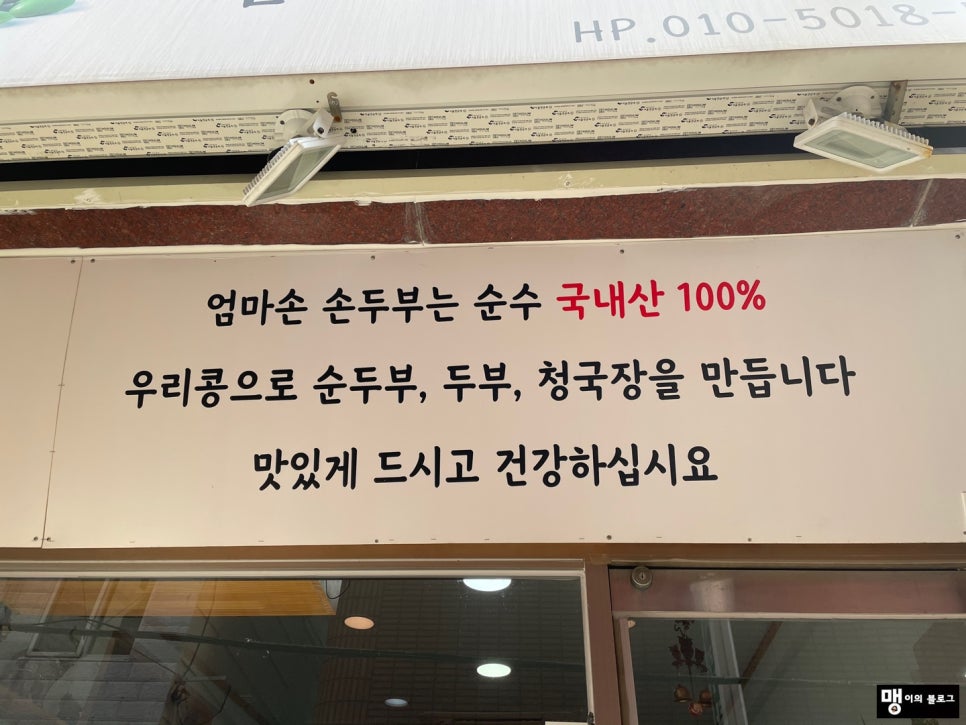 HP.010-5018-
엄마손 손두부는 순수 국내산 100%
우리콩으로 순두부, 두부, 청국장을 만듭니다
맛있게 드시고 건강하십시요
맹이의 블로그